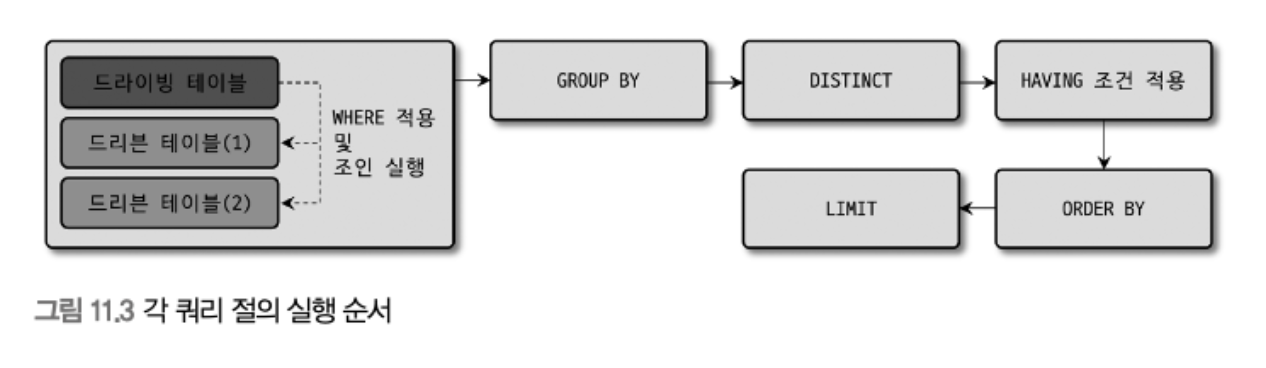 드라이빙 테이블
드리븐 테이블(1)
드리븐 테이블(2)
WHERE 적용
및
조인 실행
GROUP BY
DISTINCT
HAVING 조건 적용
ORDER BY
LIMIT
그림 11.3 각 쿼리 절의 실행 순서